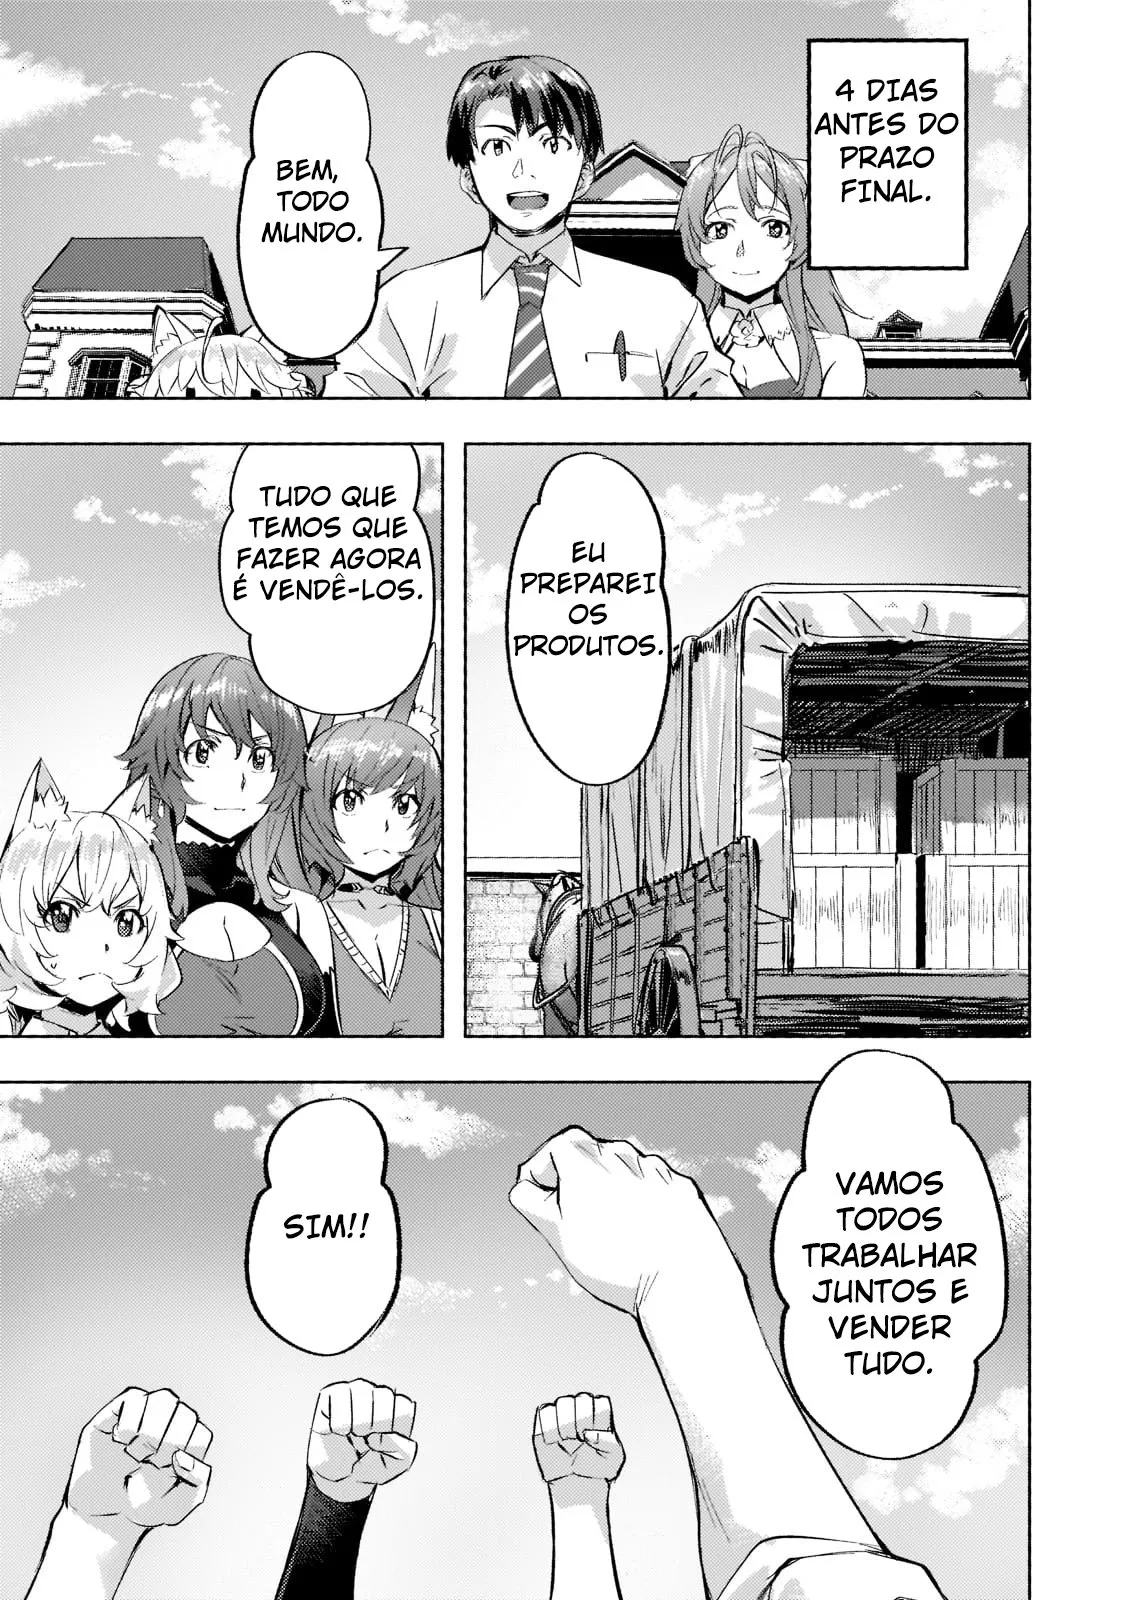 4 DIAS
ANTES DO
PRAZO
FINAL.
BEM,
TODO
MUNDO.
EU
PREPAREI
OS
PRODUTOS.
TUDO QUE
TEMOS QUE
FAZER AGORA
É VENDÊ-LOS.
VAMOS
TODOS
TRABALHAR
JUNTOS E
VENDER
TUDO.
SIM!!